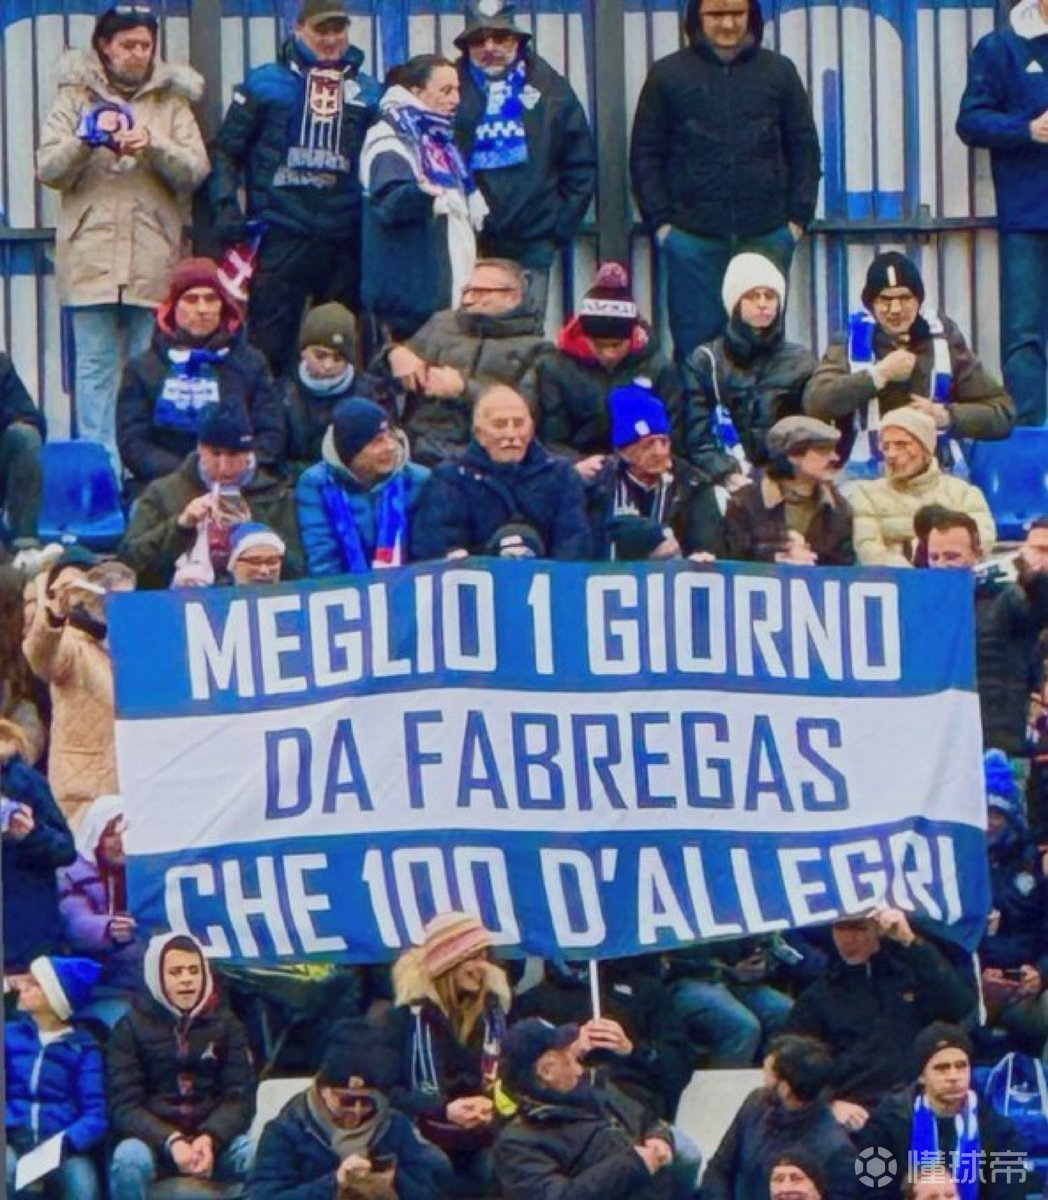 MEGLIO 1 GIORNO
DA FABREGAS
CHE 100 D'ALLEGRI
懂球帝